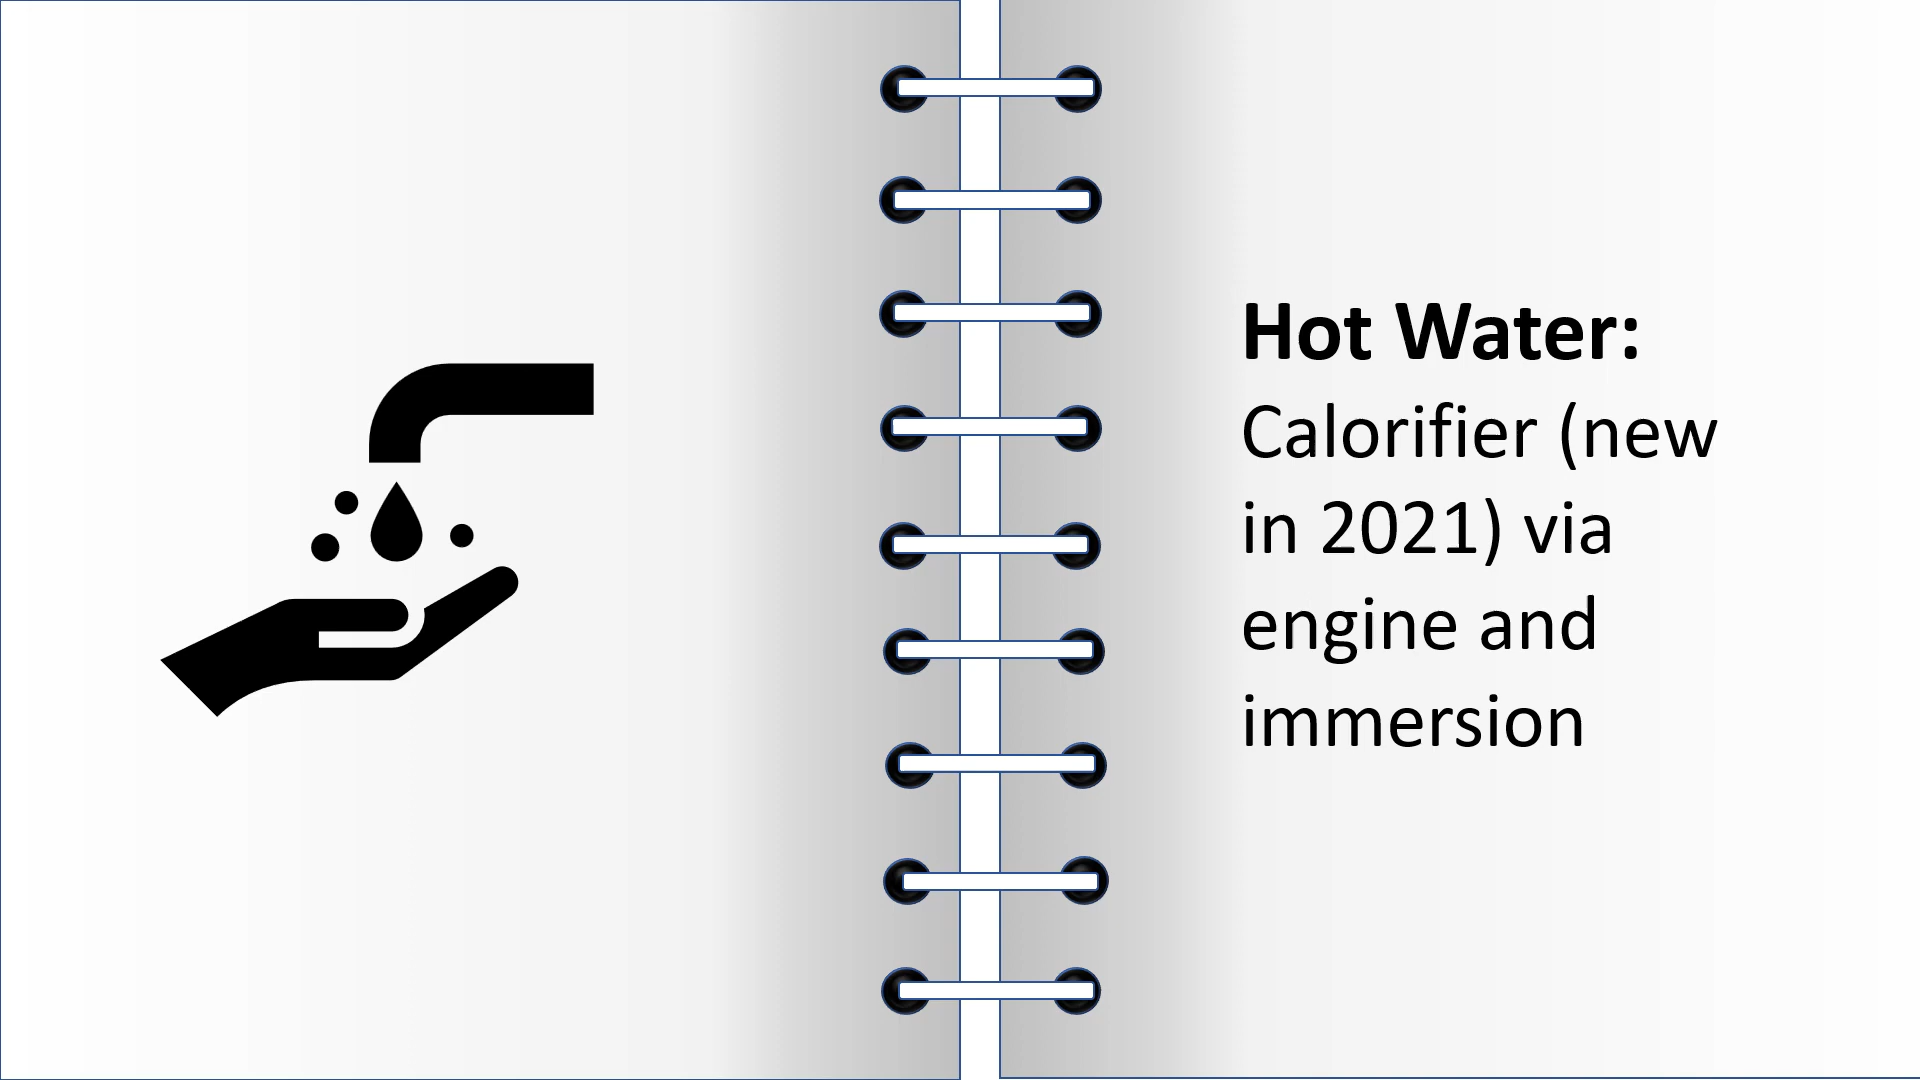 Hot Water:
Calorifier (new
in 2021) via
engine and
immersion